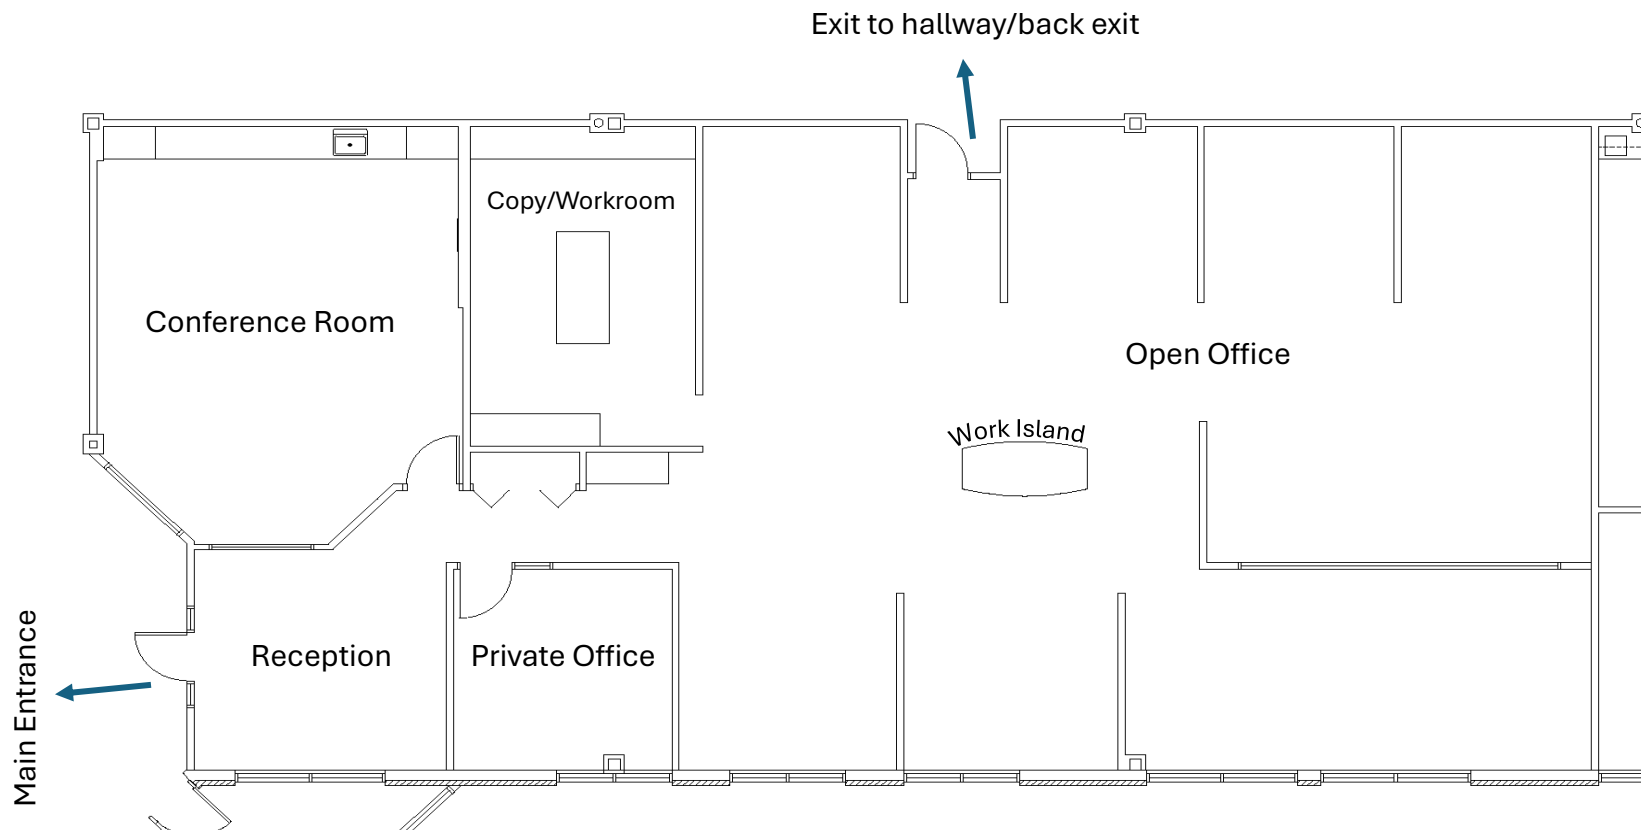 Exit to hallway/back exit
Copy/Workroom
Conference Room
Open Office
Work Island
Reception
Private Office
Main Entrance